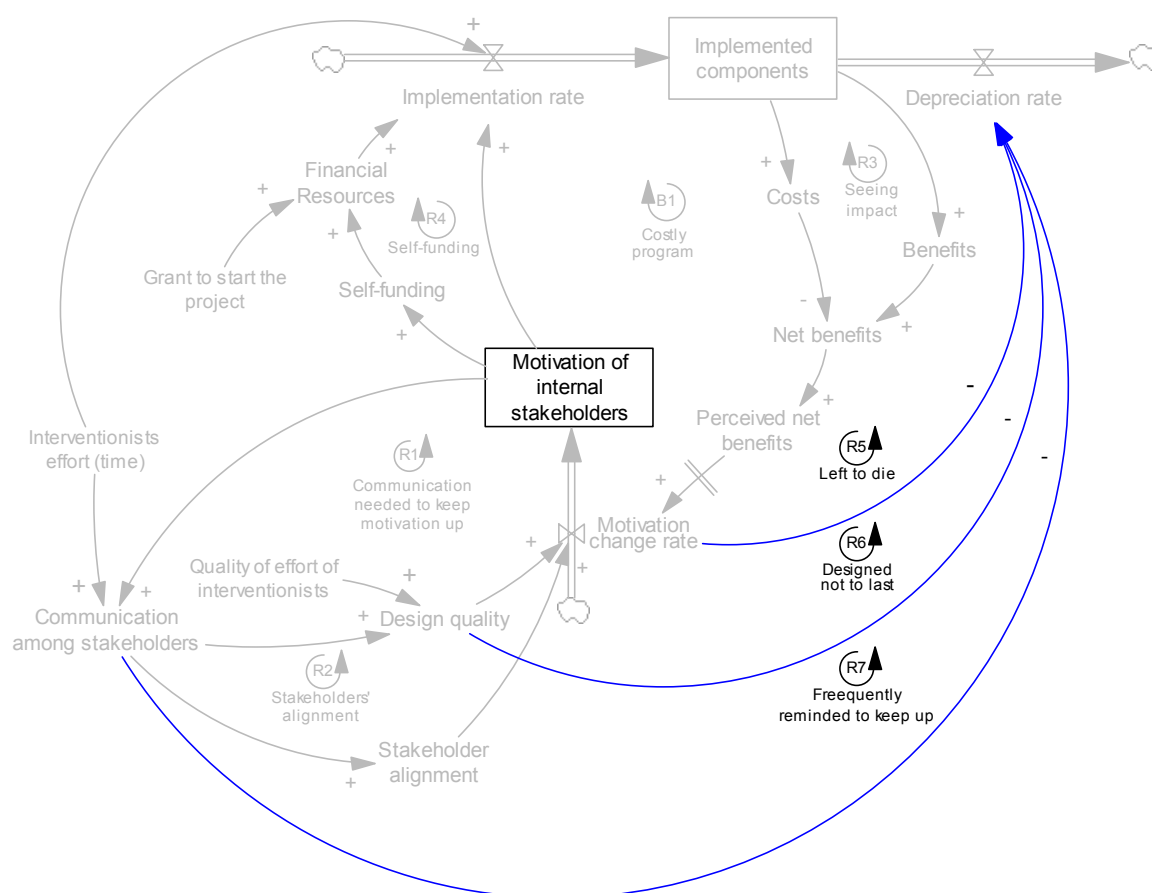 +
Implemented
components
Implementation rate
Depreciation rate
+
+
Financial
Resources
+
+
R4
Self-funding
+
B1
Costly
program
+
Costs
R3
Seeing
impact
+
Benefits
Grant to start the
project
Self-funding
+
-
+
Net benefits
Motivation of
internal
stakeholders
+
Perceived net
benefits
-
-
-
R5
Left to die
Interventionists
effort (time)
R1
Communication
needed to keep
motivation up
+
Motivation
change rate
R6
Designed
not to last
+
+
Quality of effort of
interventionists
+
+
+
Communication
among stakeholders
+
Design quality
R2
Stakeholders'
alignment
R7
Freequently
reminded to keep up
+
Stakeholder
alignment